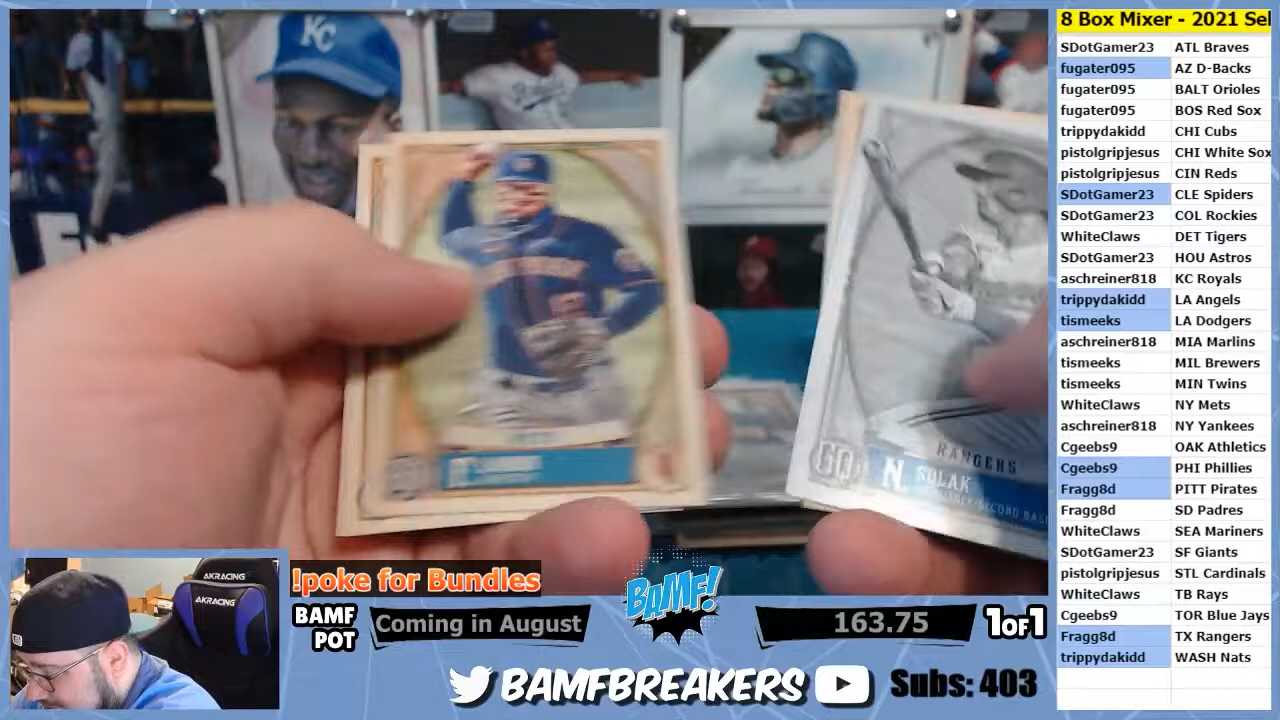 8 Box Mixer - 2021 Sel
SDotGamer23 ATL Braves
fugater095 AZ D-Backs
fugater095 BALT Orioles
fugater095 BOS Red Sox
trippydakidd CHI Cubs
pistolgripjesus CHI White Sox
pistolgripjesus CIN Reds
SDotGamer23 CLE Spiders
SDotGamer23 COL Rockies
WhiteClaws DET Tigers
SDotGamer23 HOU Astros
aschreiner818 KC Royals
trippydakidd LA Angels
tismeeks LA Dodgers
aschreiner818 MIA Marlins
tismeeks MIL Brewers
tismeeks MIN Twins
WhiteClaws NY Mets
aschreiner818 NY Yankees
Cgeebs9 OAK Athletics
Cgeebs9 PHI Phillies
Fragg8d PITT Pirates
Fragg8d SD Padres
WhiteClaws SEA Mariners
SDotGamer23 SF Giants
pistolgripjesus STL Cardinals
WhiteClaws TB Rays
Cgeebs9 TOR Blue Jays
Fragg8d TX Rangers
trippydakidd WASH Nats
KC
RANGERS
GQ
N. SOLAK
SECOND BAS
AKRACING
AKRACING
!poke for Bundles
BAMF POT
Coming in August
BAMF!
163.75
1OF1
BAMFBREAKERS
Subs: 403